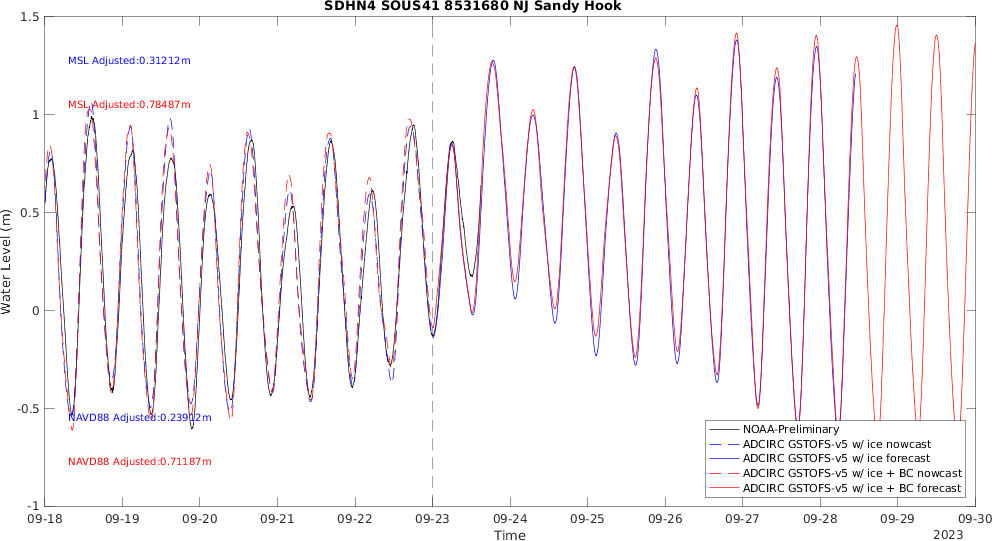 SDHN4 SOUS41 8531680 NJ Sandy Hook
1.5
1
0.5
0
-0.5
-1
Water Level (m)
MSL Adjusted:0.31212m
MSL Adjusted:0.78487m
NAVD88 Adjusted:0.23912m
NAVD88 Adjusted:0.71187m
NOAA-Preliminary
ADCIRC GSTOFS-v5 w/ ice nowcast
ADCIRC GSTOFS-v5 w/ ice forecast
ADCIRC GSTOFS-v5 w/ ice + BC nowcast
ADCIRC GSTOFS-v5 w/ ice + BC forecast
09-18 09-19 09-20 09-21 09-22 09-23 09-24 09-25 09-26 09-27 09-28 09-29 09-30
Time
2023